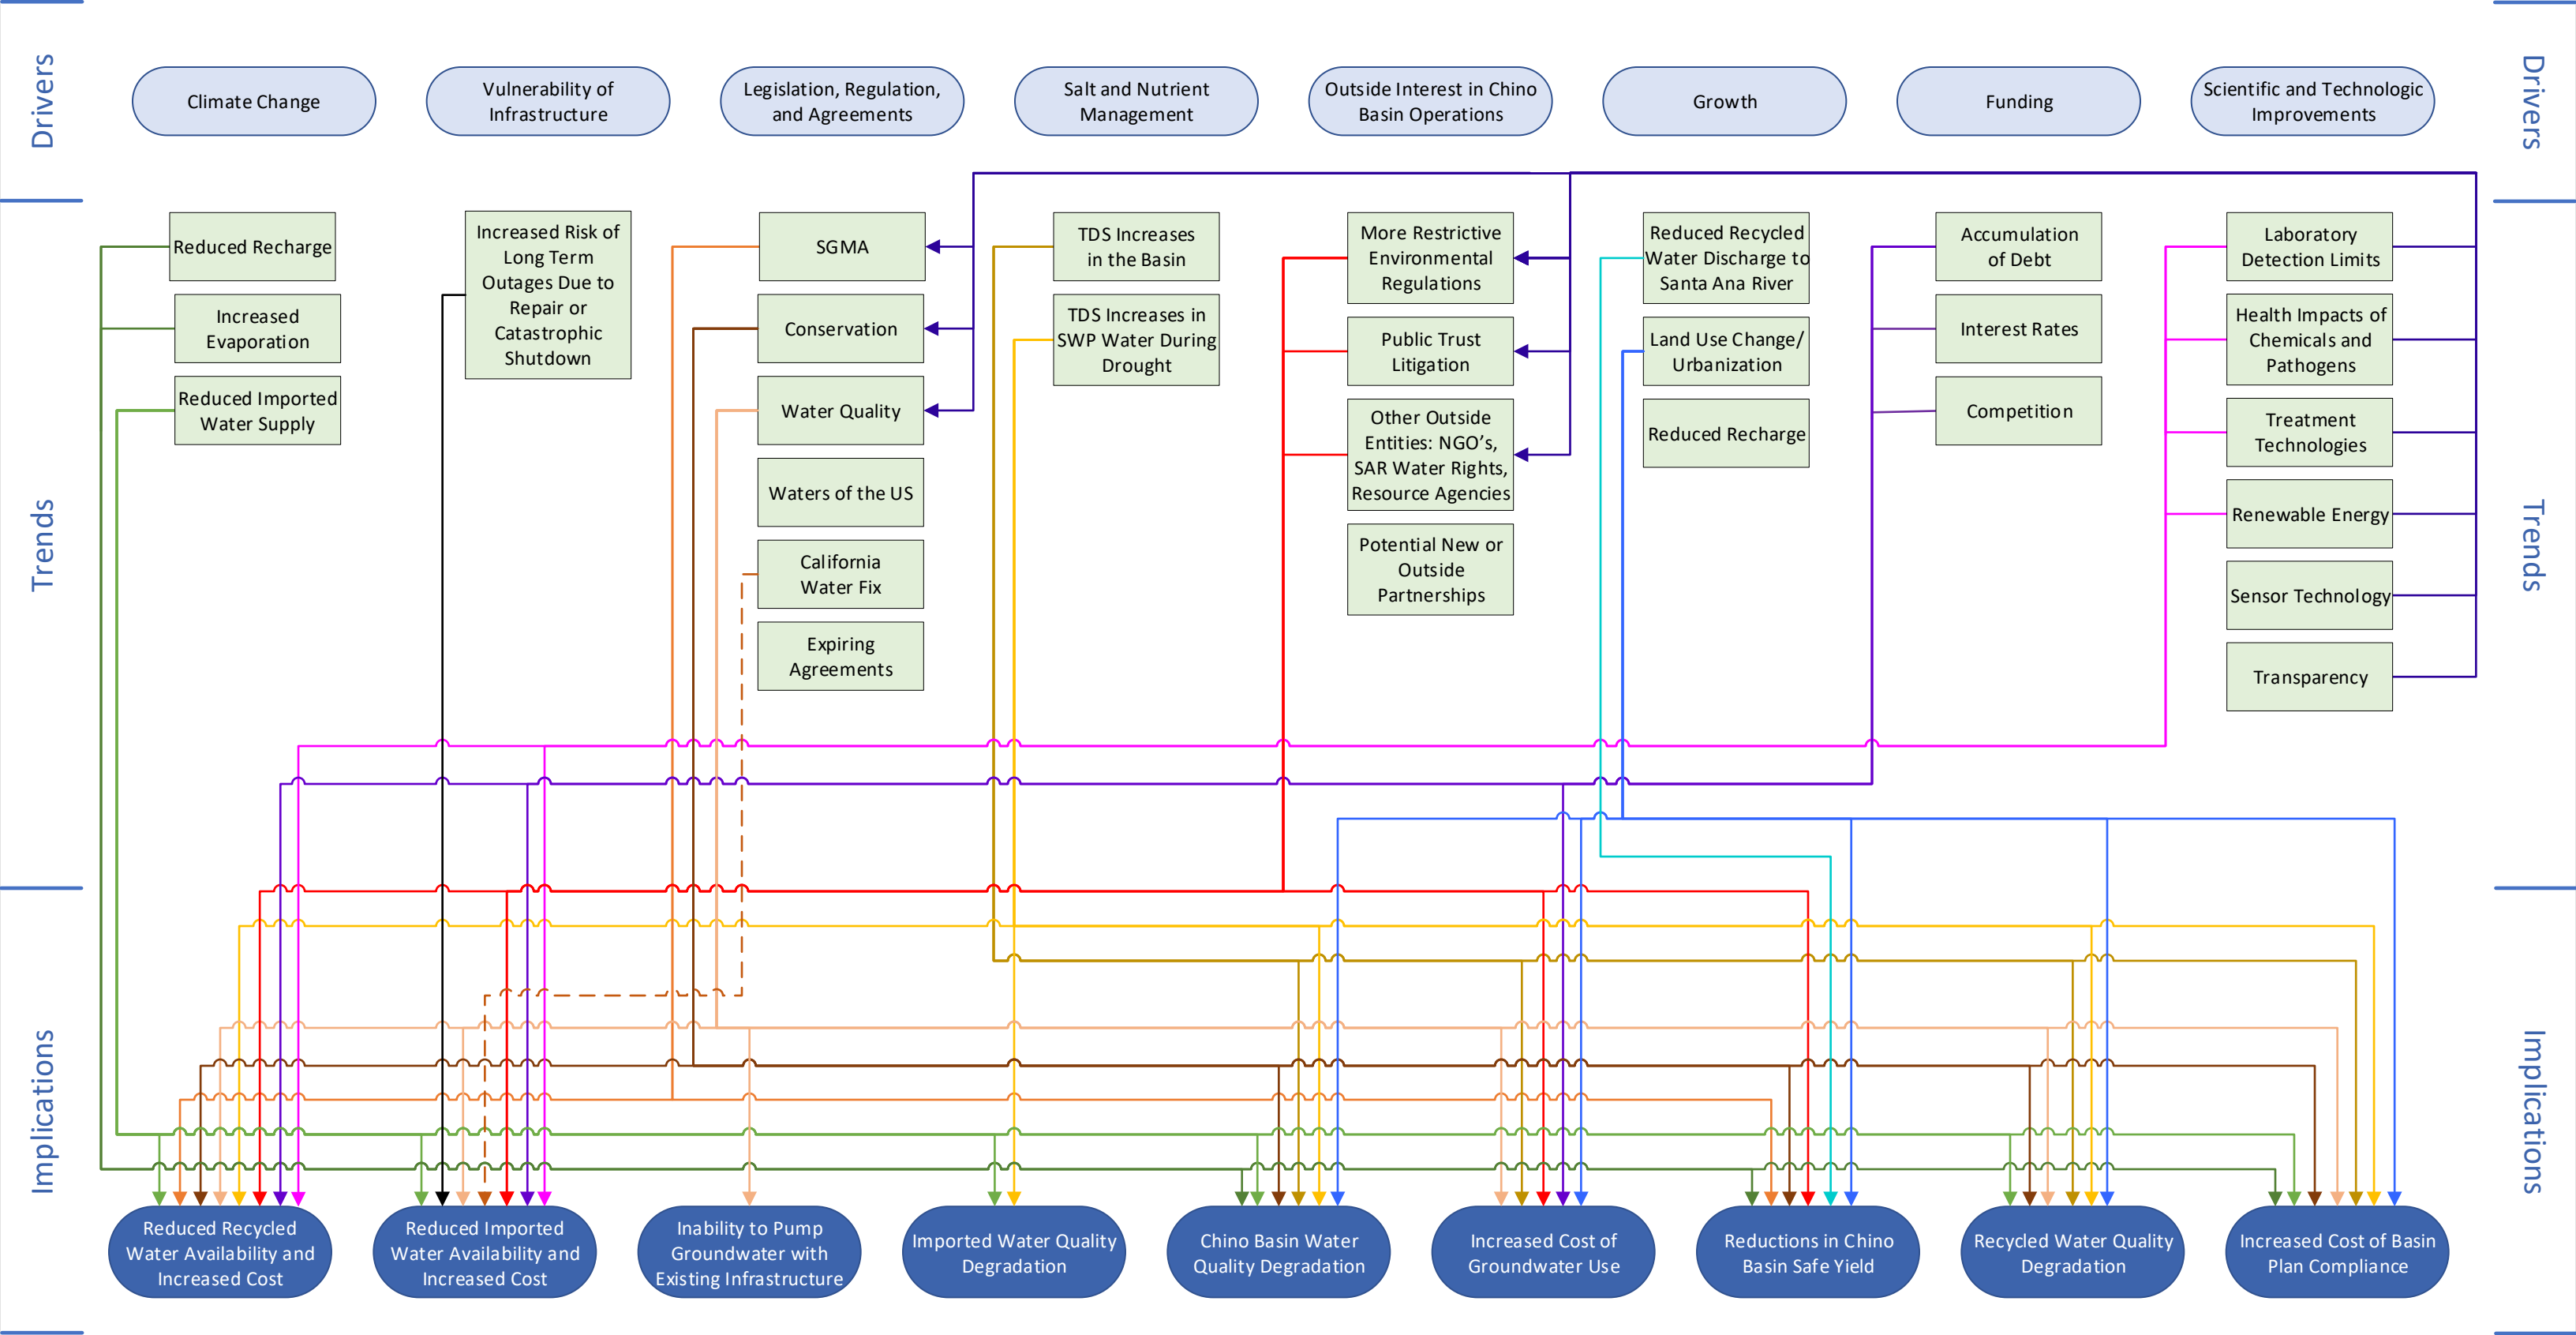 Drivers
Climate Change
Vulnerability of
Infrastructure
Legislation, Regulation,
and Agreements
Salt and Nutrient
Management
Outside Interest in Chino
Basin Operations
Growth
Funding
Scientific and Technologic
Improvements
Drivers
Trends
Reduced Recharge
Increased
Evaporation
Reduced Imported
Water Supply
Increased Risk of
Long Term
Outages Due to
Repair or
Catastrophic
Shutdown
SGMA
Conservation
Water Quality
Waters of the US
California
Water Fix
Expiring
Agreements
TDS Increases
in the Basin
TDS Increases in
SWP Water During
Drought
More Restrictive
Environmental
Regulations
Public Trust
Litigation
Other Outside
Entities: NGO’s,
SAR Water Rights,
Resource Agencies
Potential New or
Outside
Partnerships
Reduced Recycled
Water Discharge to
Santa Ana River
Land Use Change/
Urbanization
Reduced Recharge
Accumulation
of Debt
Interest Rates
Competition
Laboratory
Detection Limits
Health Impacts of
Chemicals and
Pathogens
Treatment
Technologies
Renewable Energy
Sensor Technology
Transparency
Trends
Implications
Reduced Recycled
Water Availability and
Increased Cost
Reduced Imported
Water Availability and
Increased Cost
Inability to Pump
Groundwater with
Existing Infrastructure
Imported Water Quality
Degradation
Chino Basin Water
Quality Degradation
Increased Cost of
Groundwater Use
Reductions in Chino
Basin Safe Yield
Recycled Water Quality
Degradation
Increased Cost of Basin
Plan Compliance
Implications